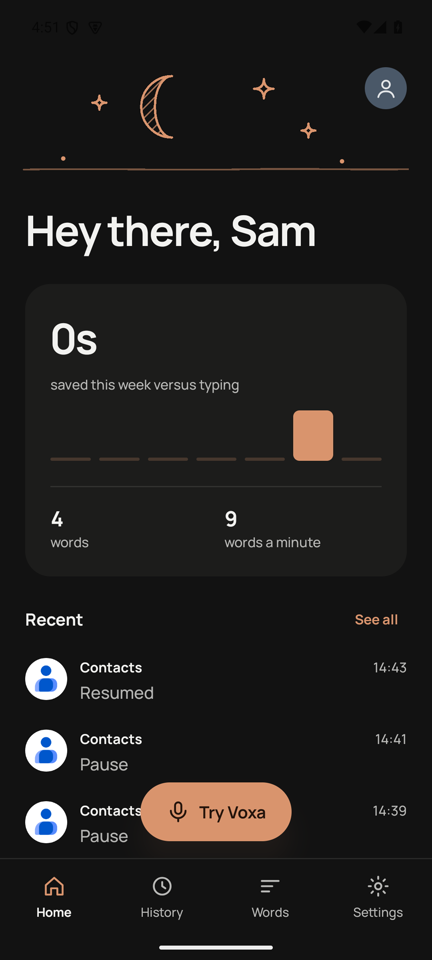 4:51
Hey there, Sam
0s
saved this week versus typing
4
words
9
words a minute
Recent
See all
Contacts
14:43
Resumed
Contacts
14:41
Pause
Contacts
14:39
Pause
Try Voxa
Home
History
Words
Settings